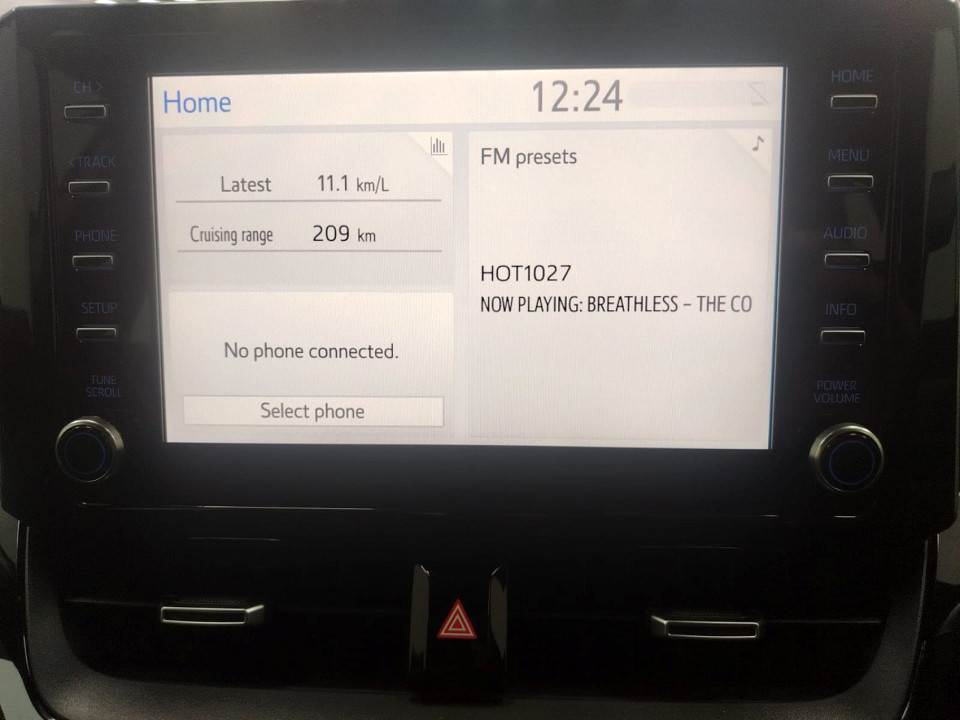 CH >
Home
12:24
HOME
Latest 11.1 km/L
Cruising range 209 km
FM presets
HOT1027
NOW PLAYING: BREATHLESS – THE CO
No phone connected.
Select phone
< TRACK
PHONE
SETUP
TUNE
SCROLL
MENU
AUDIO
INFO
POWER
VOLUME